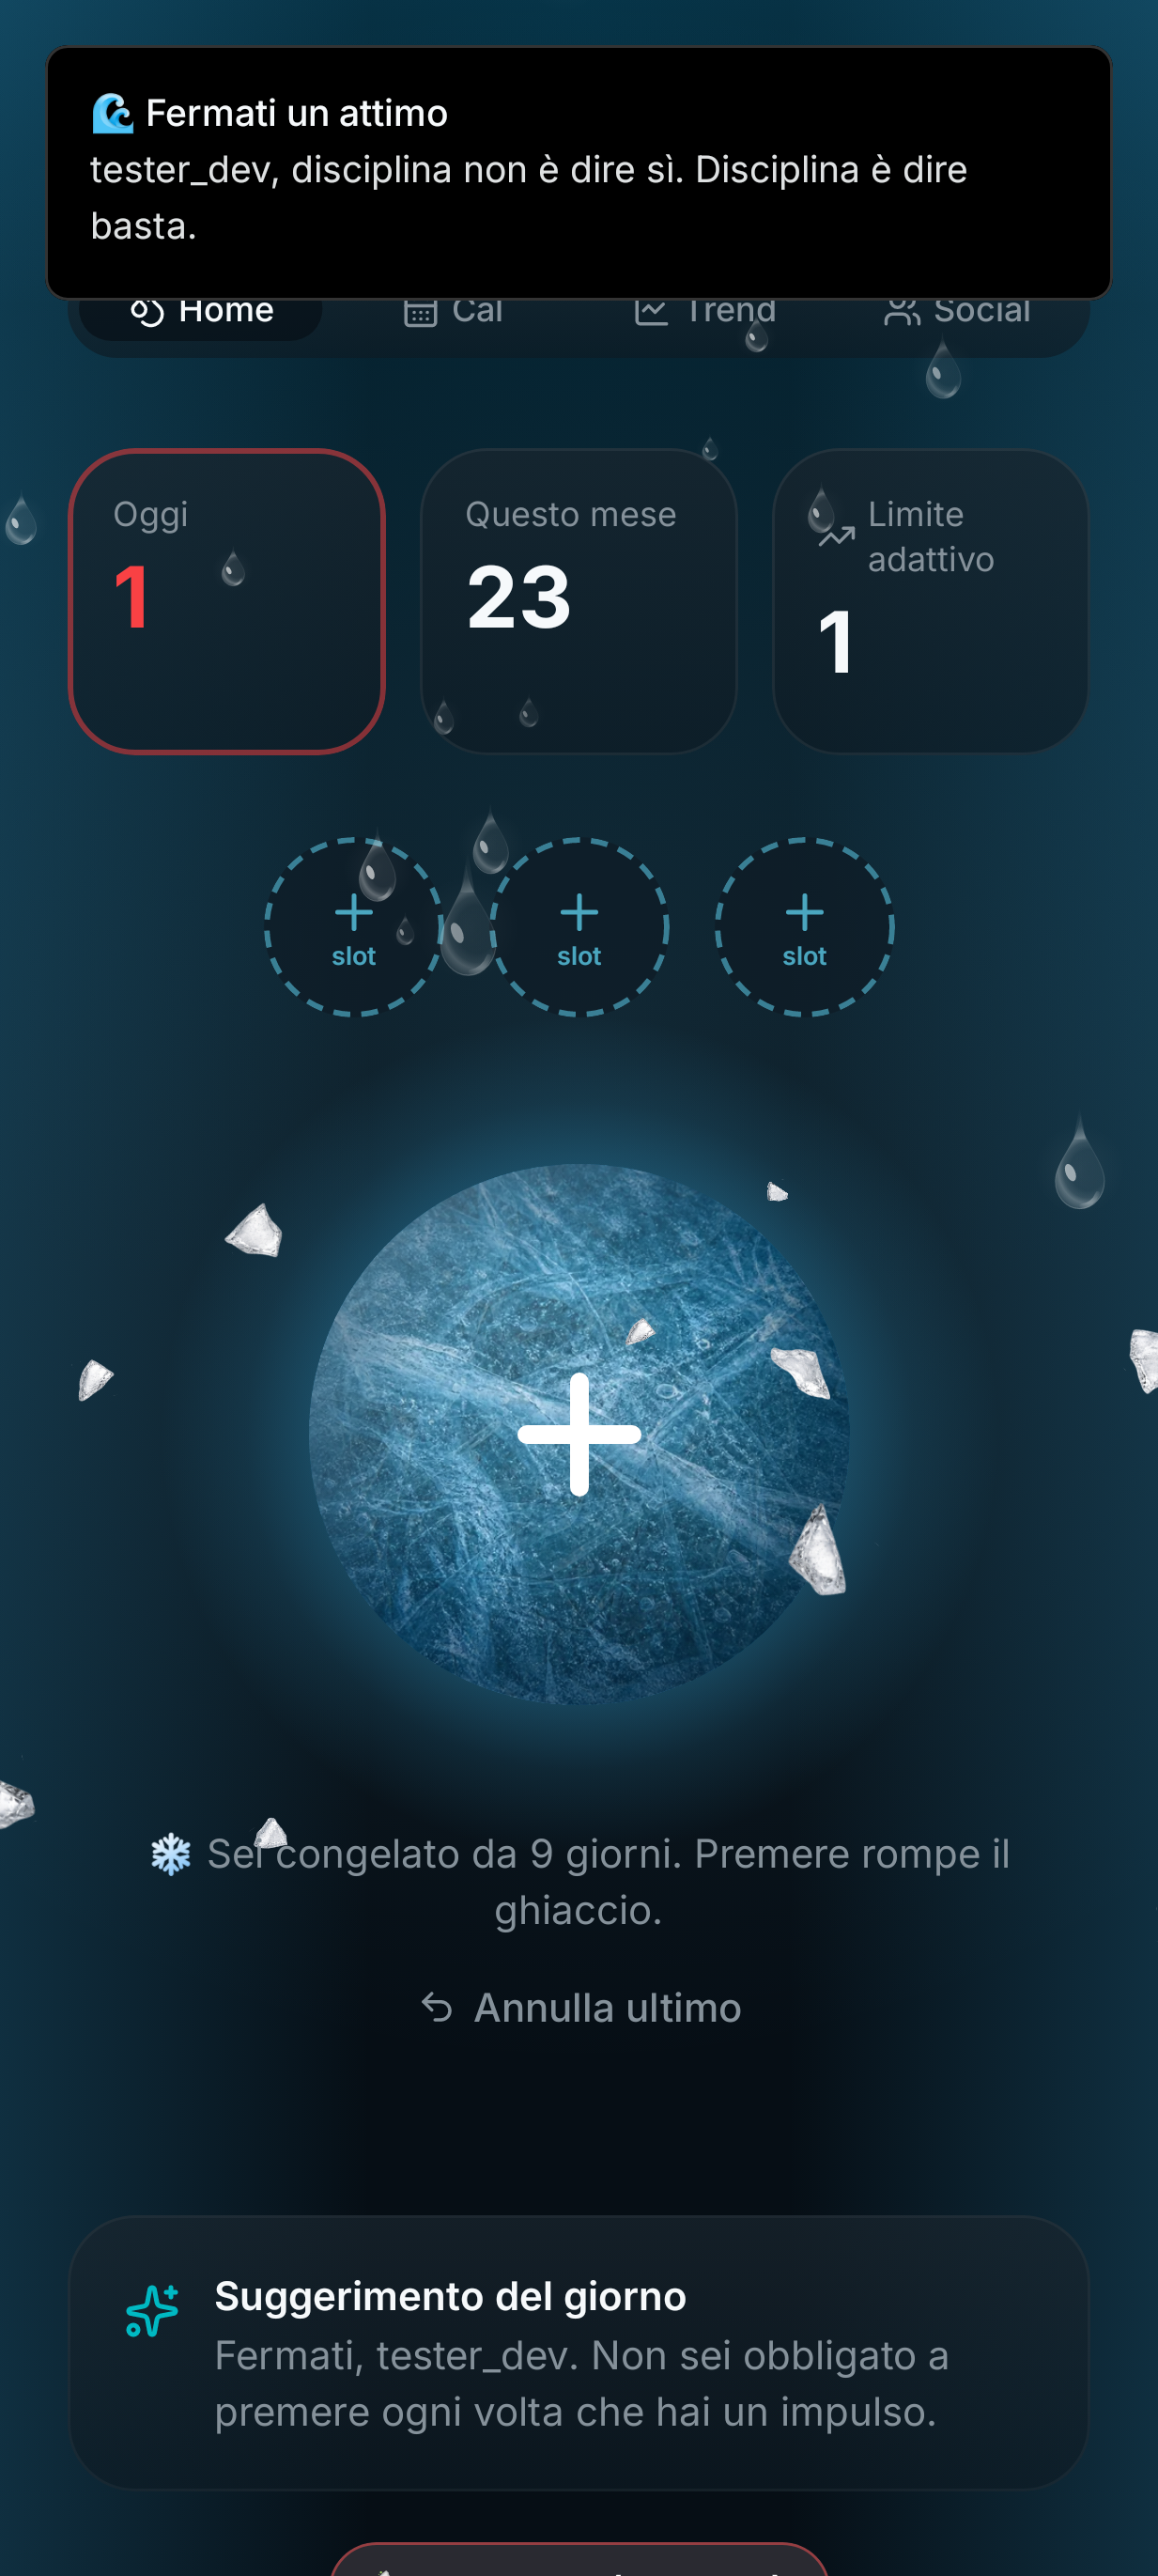 🌊 Fermati un attimo
tester_dev, disciplina non è dire sì. Disciplina è dire
basta.
Home
Cal
Trend
Social
Oggi
1
Questo mese
23
Limite
adattivo
1
slot
slot
slot
❄️ Sei congelato da 9 giorni. Premere rompe il
ghiaccio.
Annulla ultimo
Suggerimento del giorno
Fermati, tester_dev. Non sei obbligato a
premere ogni volta che hai un impulso.